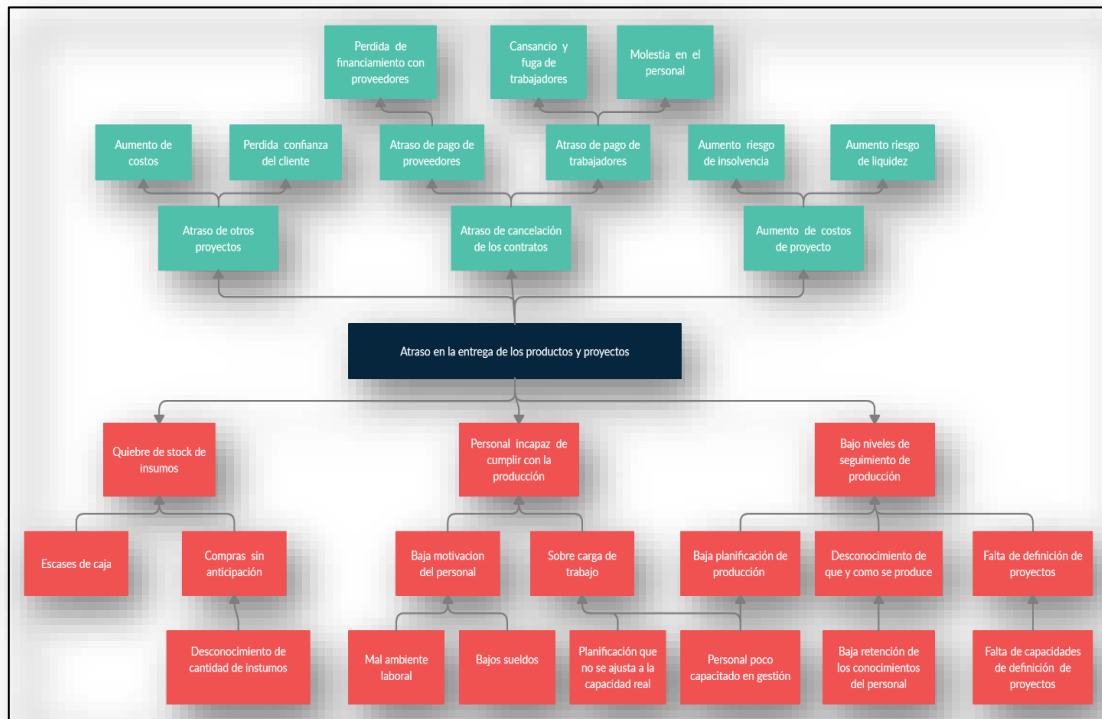 Perdida de
financiamiento con
proveedores
Cansancio y
fuga de
trabajadores
Molestia en el
personal
Aumento de
costos
Perdida confianza
del cliente
Atraso de pago de
proveedores
Atraso de pago de
trabajadores
Aumento riesgo
de insolvencia
Aumento riesgo
de liquidez
Atraso de otros
proyectos
Atraso de cancelación
de los contratos
Aumento de costos
de proyecto
Atraso en la entrega de los productos y proyectos
Quiebre de stock de
insumos
Personal incapaz de
cumplir con la
producción
Bajo niveles de
seguimiento de
producción
Escases de caja
Compras sin
anticipación
Baja motivacion
del personal
Sobre carga de
trabajo
Baja planificación de
producción
Desconocimiento de
que y como se produce
Falta de definición de
proyectos
Desconocimiento de
cantidad de instumos
Mal ambiente
laboral
Bajos sueldos
Planificación que
no se ajusta a la
capacidad real
Personal poco
capacitado en gestión
Baja retención de
los conocimientos
del personal
Falta de capacidades
de definición de
proyectos